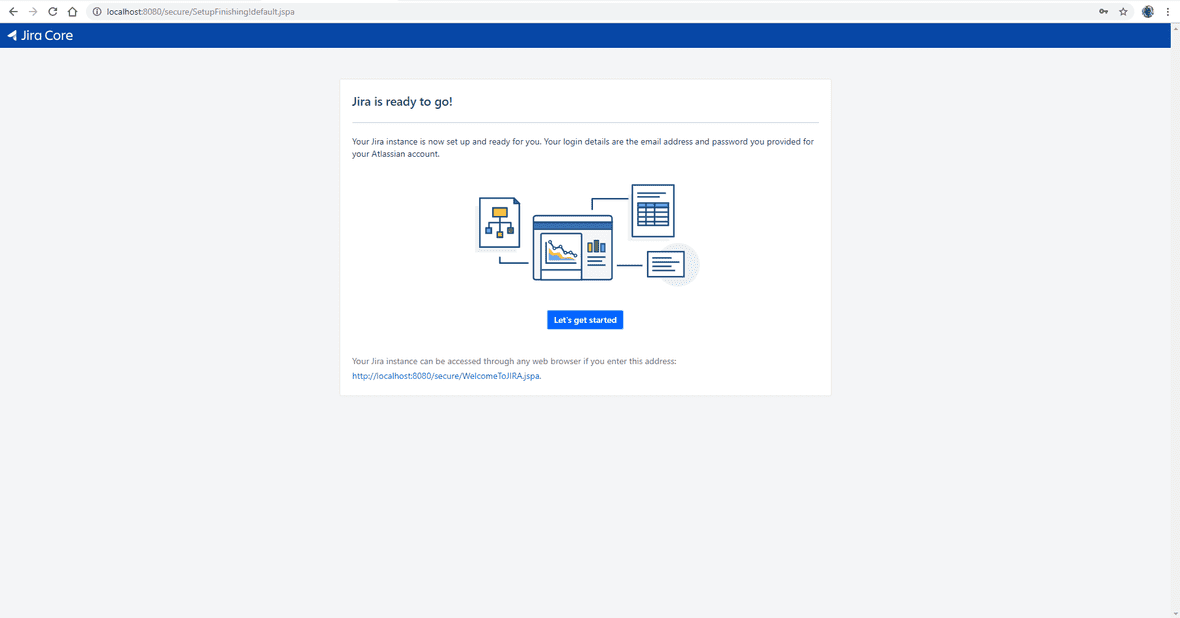 localhost:8080/secure/SetupFinishing!default.jspa
Jira Core
Jira is ready to go!
Your Jira instance is now set up and ready for you. Your login details are the email address and password you provided for
your Atlassian account.
Let's get started
Your Jira instance can be accessed through any web browser if you enter this address:
http://localhost:8080/secure/WelcomeToJIRA.jspa.